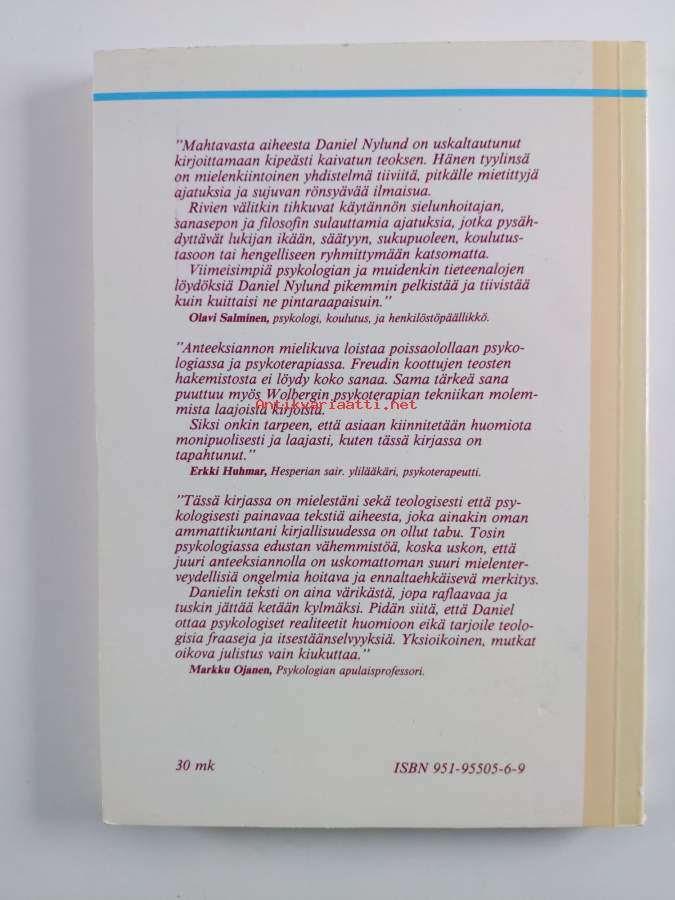 "Mahtavasta aiheesta Daniel Nylund on uskaltautunut
kirjoittamaan kipeästi kaivatun teoksen. Hänen tyylinsä
on mielenkiintoinen yhdistelmä tiiviitä, pitkälle mietittyjä
ajatuksia ja sujuvan rönsyävää ilmaisua.
Rivien välitkin tihkuvat käytännön sielunhoitajan,
sanasepon ja filosofin sulauttamia ajatuksia, jotka pysäh-
dyttävät lukijan ikään, säätyyn, sukupuoleen, koulutus-
tasoon tai hengelliseen ryhmittymään katsomatta.
Viimeisimpiä psykologian ja muidenkin tieteenalojen
löydöksiä Daniel Nylund pikemmin pelkistää ja tiivistää
kuin kuittaisi ne pintaraapaisuin."
Olavi Salminen, psykologi, koulutus, ja henkilöstöpäällikkö.
"Anteeksiannon mielikuva loistaa poissaolollaan psyko-
logiassa ja psykoterapiassa. Freudin koottujen teosten
hakemistosta ei löydy koko sanaa. Sama tärkeä sana
puuttuu myös Wolbergin psykoterapian tekniikan molem-
mista laajoista kirjoista.
Antikvariaatti.net
Siksi onkin tarpeen, että asiaan kiinnitetään huomiota
monipuolisesti ja laajasti, kuten tässä kirjassa on
tapahtunut."
Erkki Huhmar, Hesperian sair. ylilääkäri, psykoterapeutti.
"Tässä kirjassa on mielestäni sekä teologisesti että psy-
kologisesti painavaa tekstiä aiheesta, joka ainakin oman
ammattikuntani kirjallisuudessa on ollut tabu. Tosin
psykologiassa edustan vähemmistöä, koska uskon, että
juuri anteeksiannolla on uskomattoman suuri mielenter-
veydellisiä ongelmia hoitava ja ennaltaehkäisevä merkitys.
Danielin teksti on aina värikästä, jopa raflaavaa ja
tuskin jättää ketään kylmäksi. Pidän siitä, että Daniel
ottaa psykologiset realiteetit huomioon eikä tarjoile teolo-
gisia fraaseja ja itsestäänselvyyksiä. Yksioikoinen, mutkat
oikova julistus vain kiukuttaa."
Markku Ojanen, Psykologian apulaisprofessori.
30 mk
ISBN 951-95505-6-9